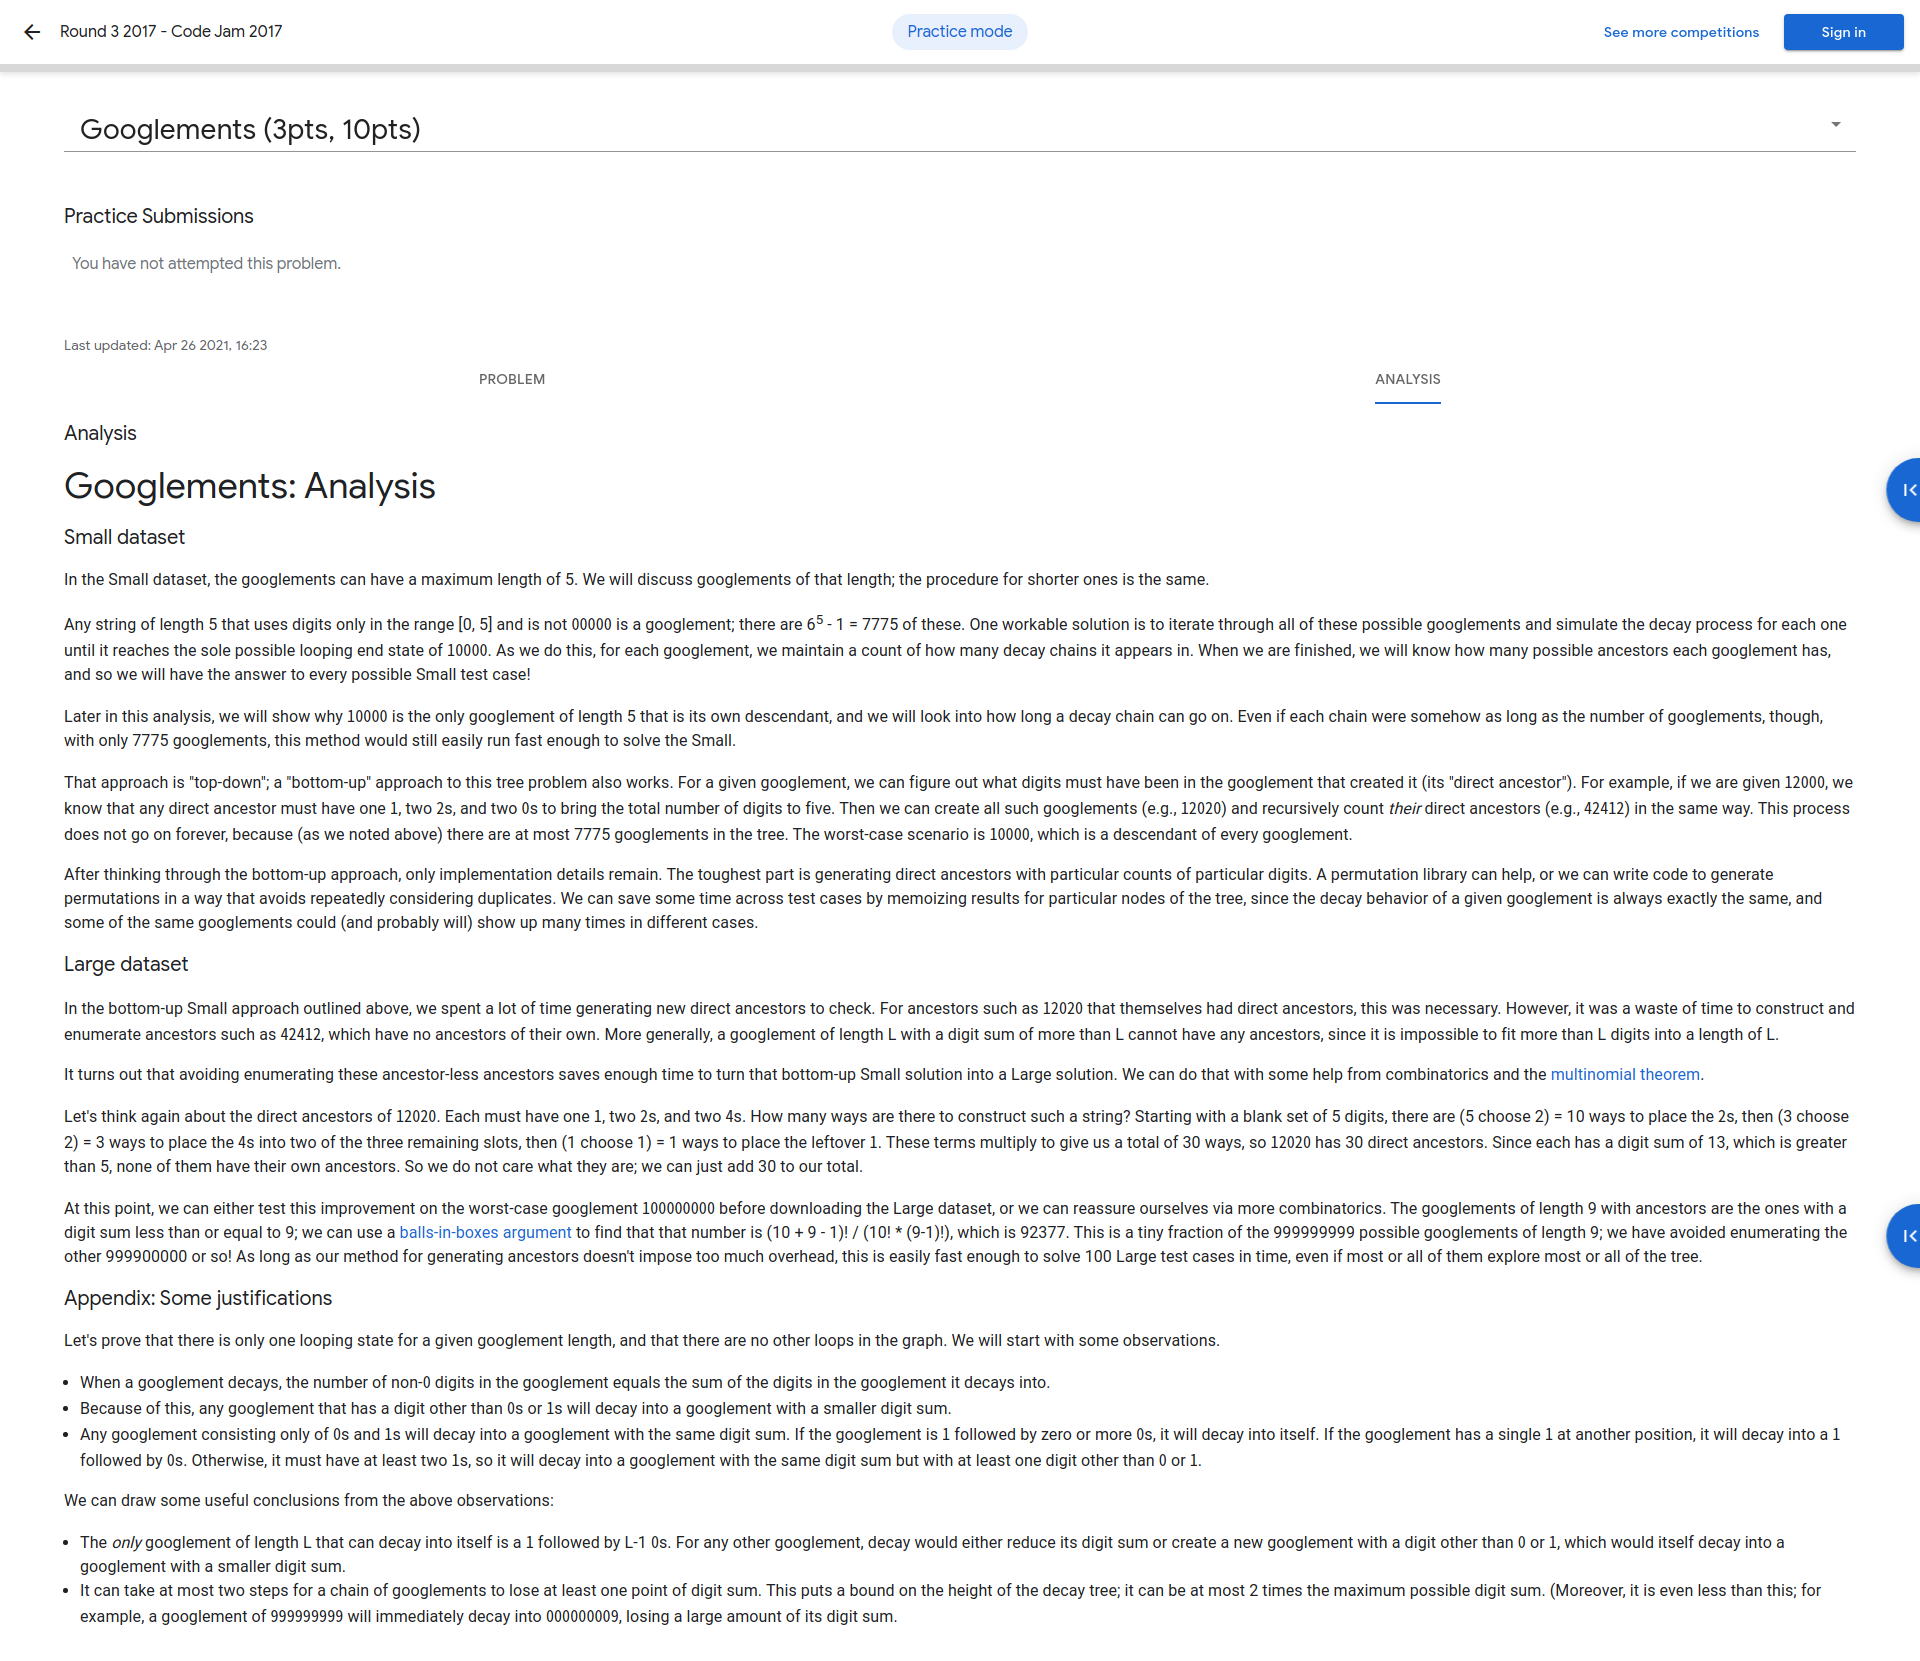 Round 3 2017 - Code Jam 2017
Practice mode
See more competitions
Sign in
Googlements (3pts, 10pts)
Practice Submissions
You have not attempted this problem.
Last updated: Apr 26 2021, 16:23
PROBLEM
ANALYSIS
Analysis
Googlements: Analysis
Small dataset
In the Small dataset, the googlements can have a maximum length of 5. We will discuss googlements of that length; the procedure for shorter ones is the same.
Any string of length 5 that uses digits only in the range [0, 5] and is not 00000 is a googlement; there are 6⁵ - 1 = 7775 of these. One workable solution is to iterate through all of these possible googlements and simulate the decay process for each one
until it reaches the sole possible looping end state of 10000. As we do this, for each googlement, we maintain a count of how many decay chains it appears in. When we are finished, we will know how many possible ancestors each googlement has,
and so we will have the answer to every possible Small test case!
Later in this analysis, we will show why 10000 is the only googlement of length 5 that is its own descendant, and we will look into how long a decay chain can go on. Even if each chain were somehow as long as the number of googlements, though,
with only 7775 googlements, this method would still easily run fast enough to solve the Small.
That approach is "top-down"; a "bottom-up" approach to this tree problem also works. For a given googlement, we can figure out what digits must have been in the googlement that created it (its "direct ancestor"). For example, if we are given 12000, we
know that any direct ancestor must have one 1, two 2s, and two 0s to bring the total number of digits to five. Then we can create all such googlements (e.g., 12020) and recursively count their direct ancestors (e.g., 42412) in the same way. This process
does not go on forever, because (as we noted above) there are at most 7775 googlements in the tree. The worst-case scenario is 10000, which is a descendant of every googlement.
After thinking through the bottom-up approach, only implementation details remain. The toughest part is generating direct ancestors with particular counts of particular digits. A permutation library can help, or we can write code to generate
permutations in a way that avoids repeatedly considering duplicates. We can save some time across test cases by memoizing results for particular nodes of the tree, since the decay behavior of a given googlement is always exactly the same, and
some of the same googlements could (and probably will) show up many times in different cases.
Large dataset
In the bottom-up Small approach outlined above, we spent a lot of time generating new direct ancestors to check. For ancestors such as 12020 that themselves had direct ancestors, this was necessary. However, it was a waste of time to construct and
enumerate ancestors such as 42412, which have no ancestors of their own. More generally, a googlement of length L with a digit sum of more than L cannot have any ancestors, since it is impossible to fit more than L digits into a length of L.
It turns out that avoiding enumerating these ancestor-less ancestors saves enough time to turn that bottom-up Small solution into a Large solution. We can do that with some help from combinatorics and the multinomial theorem.
Let's think again about the direct ancestors of 12020. Each must have one 1, two 2s, and two 4s. How many ways are there to construct such a string? Starting with a blank set of 5 digits, there are (5 choose 2) = 10 ways to place the 2s, then (3 choose
2) = 3 ways to place the 4s into two of the three remaining slots, then (1 choose 1) = 1 ways to place the leftover 1. These terms multiply to give us a total of 30 ways, so 12020 has 30 direct ancestors. Since each has a digit sum of 13, which is greater
than 5, none of them have their own ancestors. So we do not care what they are; we can just add 30 to our total.
At this point, we can either test this improvement on the worst-case googlement 100000000 before downloading the Large dataset, or we can reassure ourselves via more combinatorics. The googlements of length 9 with ancestors are the ones with a
digit sum less than or equal to 9; we can use a balls-in-boxes argument to find that that number is (10 + 9 - 1)! / (10! * (9-1)!), which is 92377. This is a tiny fraction of the 999999999 possible googlements of length 9; we have avoided enumerating the
other 999900000 or so! As long as our method for generating ancestors doesn't impose too much overhead, this is easily fast enough to solve 100 Large test cases in time, even if most or all of them explore most or all of the tree.
Appendix: Some justifications
Let's prove that there is only one looping state for a given googlement length, and that there are no other loops in the graph. We will start with some observations.
• When a googlement decays, the number of non-0 digits in the googlement equals the sum of the digits in the googlement it decays into.
• Because of this, any googlement that has a digit other than 0s or 1s will decay into a googlement with a smaller digit sum.
• Any googlement consisting only of 0s and 1s will decay into a googlement with the same digit sum. If the googlement is 1 followed by zero or more 0s, it will decay into itself. If the googlement has a single 1 at another position, it will decay into a 1
followed by 0s. Otherwise, it must have at least two 1s, so it will decay into a googlement with the same digit sum but with at least one digit other than 0 or 1.
We can draw some useful conclusions from the above observations:
• The only googlement of length L that can decay into itself is a 1 followed by L-1 0s. For any other googlement, decay would either reduce its digit sum or create a new googlement with a digit other than 0 or 1, which would itself decay into a
googlement with a smaller digit sum.
• It can take at most two steps for a chain of googlements to lose at least one point of digit sum. This puts a bound on the height of the decay tree; it can be at most 2 times the maximum possible digit sum. (Moreover, it is even less than this; for
example, a googlement of 999999999 will immediately decay into 000000009, losing a large amount of its digit sum.